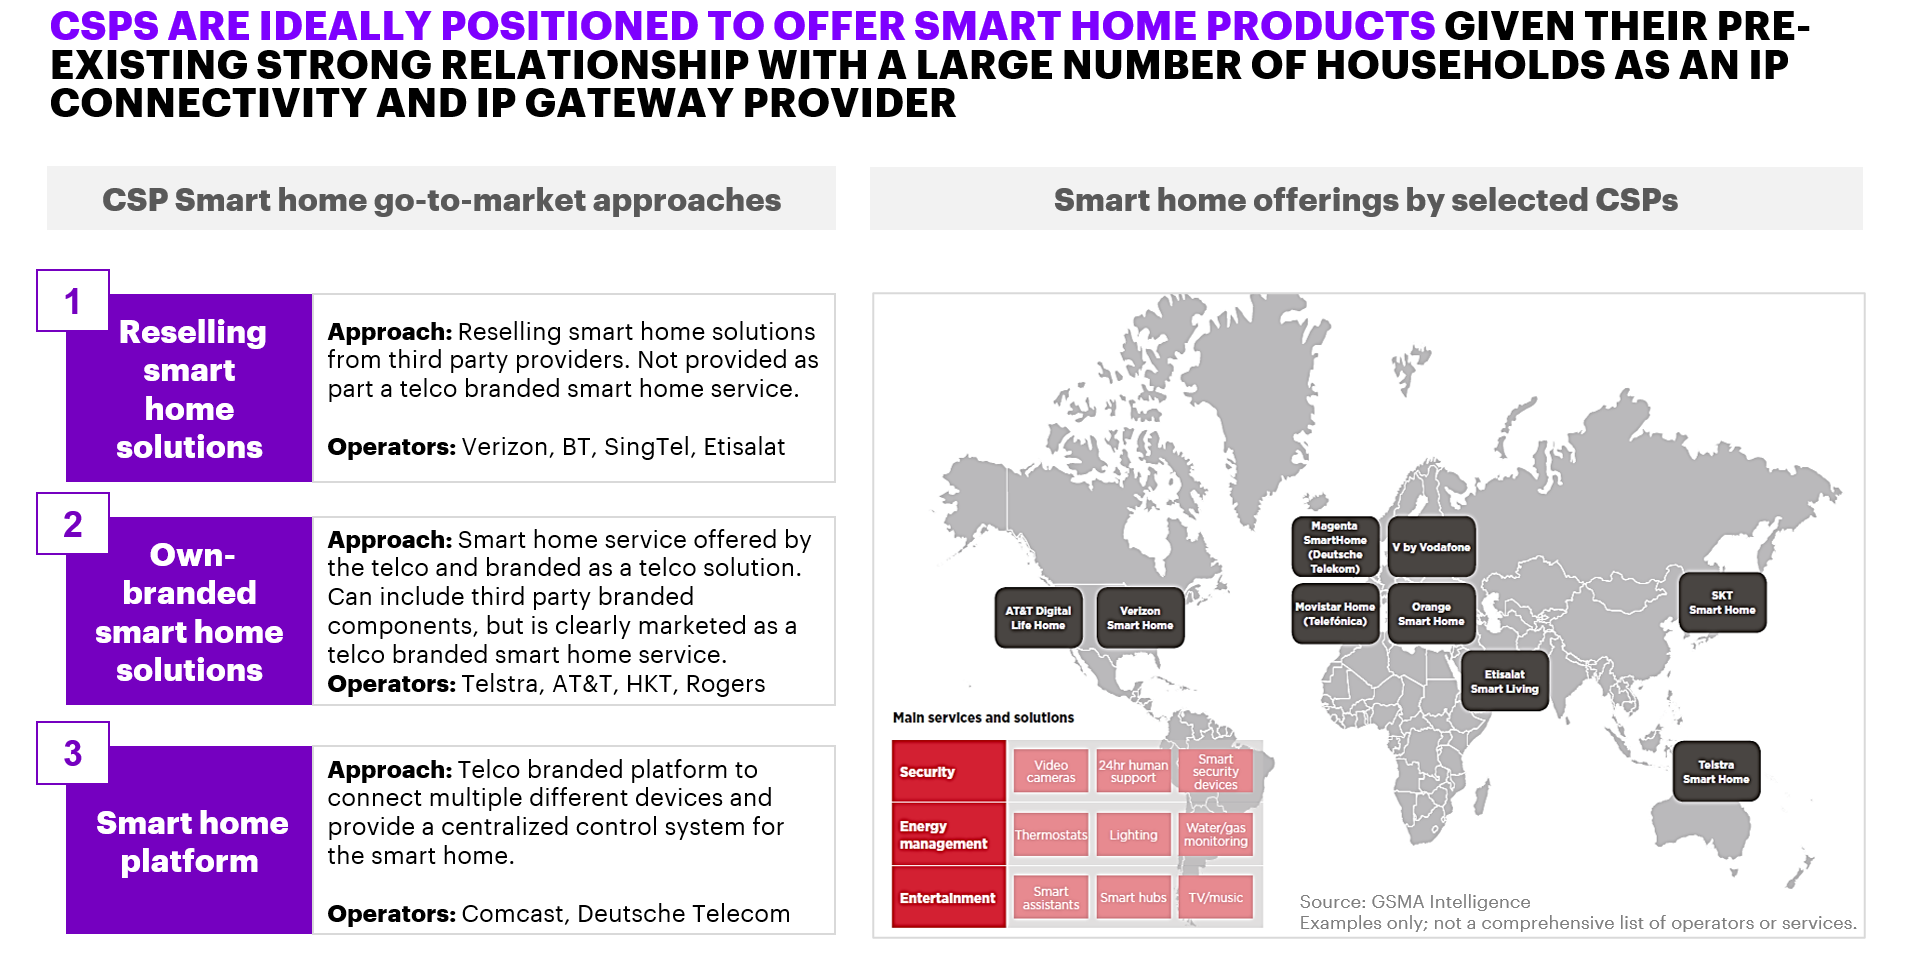 CSPS ARE IDEALLY POSITIONED TO OFFER SMART HOME PRODUCTS GIVEN THEIR PRE-
EXISTING STRONG RELATIONSHIP WITH A LARGE NUMBER OF HOUSEHOLDS AS AN IP
CONNECTIVITY AND IP GATEWAY PROVIDER
CSP Smart home go-to-market approaches
1
Reselling
smart
home
solutions
Approach: Reselling smart home solutions
from third party providers. Not provided as
part a telco branded smart home service.
Operators: Verizon, BT, SingTel, Etisalat
2
Own-
branded
smart home
solutions
Approach: Smart home service offered by
the telco and branded as a telco solution.
Can include third party branded
components, but is clearly marketed as a
telco branded smart home service.
Operators: Telstra, AT&T, HKT, Rogers
3
Smart home
platform
Approach: Telco branded platform to
connect multiple different devices and
provide a centralized control system for
the smart home.
Operators: Comcast, Deutsche Telecom
Smart home offerings by selected CSPs
Magenta
SmartHome
(Deutsche
Telekom)
V by Vodafone
AT&T Digital
Life Home
Verizon
Smart Home
Movistar Home
(Telefónica)
Orange
Smart Home
SKT
Smart Home
Etisalat
Smart Living
Telstra
Smart Home
Main services and solutions
Security
Video
cameras
24hr human
support
Smart
security
devices
Energy
management
Thermostats
Lighting
Water/gas
monitoring
Entertainment
Smart
assistants
Smart hubs
TV/music
Source: GSMA Intelligence
Examples only; not a comprehensive list of operators or services.